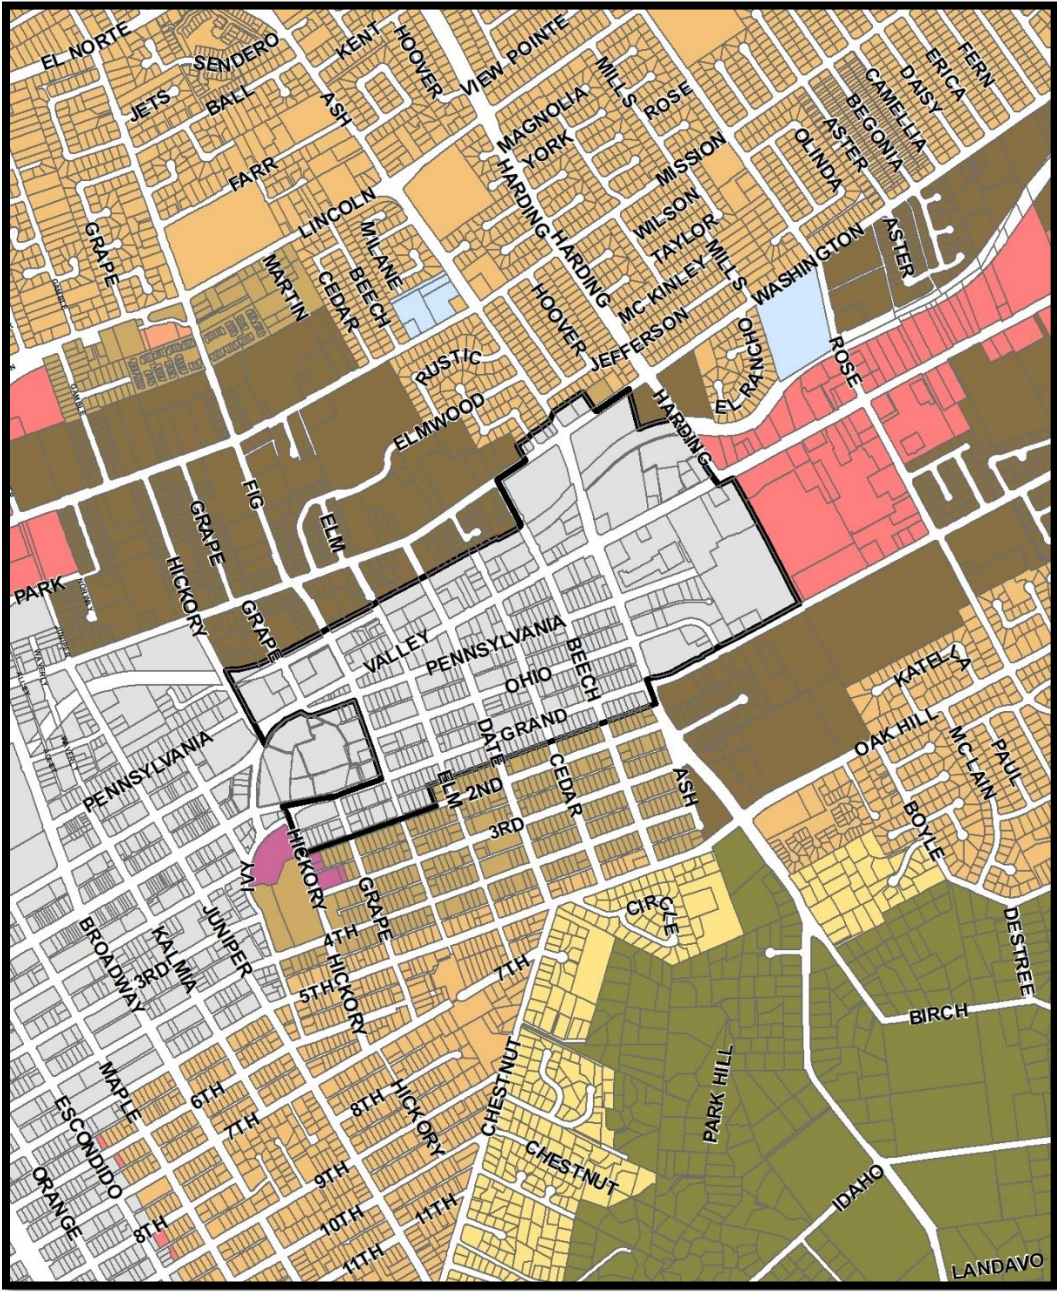 EL NORTE
SENDERO
KENT
HOOVER
VIEW POINTE
FERN
ERICA
DAISY
CAMELLIA
BEGONIA
ASTER
OLINDA
JETS
BALL
ASH
MILLS
ROSE
MAGNOLIA
YORK
MISSION
FARR
LINCOLN
HARDING
HARDING
WILSON
TAYLOR
MILLS
WASHINGTON
ASTER
GRAPE
MILANE
BEECH
CEDAR
MARTIN
MC KINLEY
HOOVER
JEFFERSON
RUSTIC
EL RANCHO
ROSE
ELMWOOD
HARDING
FIG
GRAPE
ELM
HICKORY
PARK
GRAPE
VALLEY
PENNSYLVANIA
OHIO
BEECH
GRAND
DATE
KATELLA
OAK HILL
MC LAIN
PAUL
PENNSYLVANIA
ELM
2ND
CEDAR
ASH
3RD
BOYLE
IVY
HICKORY
GRAPE
CIRCLE
DESTREE
JUNIPER
KALMIA
BROADWAY
3RD
4TH
5TH
HICKORY
7TH
BIRCH
MAPLE
6TH
7TH
8TH
HICKORY
CHESTNUT
PARK HILL
ESCONDIDO
ORANGE
9TH
CHESTNUT
IDAHO
8TH
10TH
11TH
11TH
LANDAVO